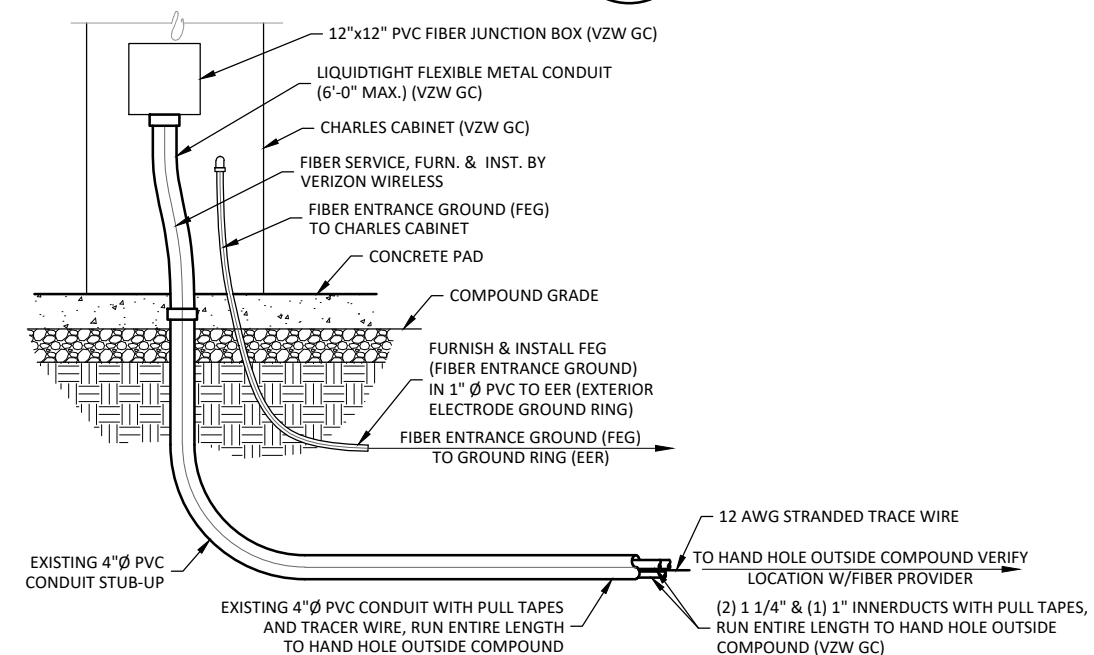 12"x12" PVC FIBER JUNCTION BOX (VZW GC)
LIQUIDTIGHT FLEXIBLE METAL CONDUIT
(6'-0" MAX.) (VZW GC)
CHARLES CABINET (VZW GC)
FIBER SERVICE, FURN. & INST. BY
VERIZON WIRELESS
FIBER ENTRANCE GROUND (FEG)
TO CHARLES CABINET
CONCRETE PAD
COMPOUND GRADE
FURNISH & INSTALL FEG
(FIBER ENTRANCE GROUND)
IN 1" Ø PVC TO EER (EXTERIOR
ELECTRODE GROUND RING)
FIBER ENTRANCE GROUND (FEG)
TO GROUND RING (EER)
12 AWG STRANDED TRACE WIRE
TO HAND HOLE OUTSIDE COMPOUND VERIFY
LOCATION W/FIBER PROVIDER
EXISTING 4"Ø PVC
CONDUIT STUB-UP
EXISTING 4"Ø PVC CONDUIT WITH PULL TAPES
AND TRACER WIRE, RUN ENTIRE LENGTH
TO HAND HOLE OUTSIDE COMPOUND
(2) 1 1/4" & (1) 1" INNERDUCTS WITH PULL TAPES,
RUN ENTIRE LENGTH TO HAND HOLE OUTSIDE
COMPOUND (VZW GC)